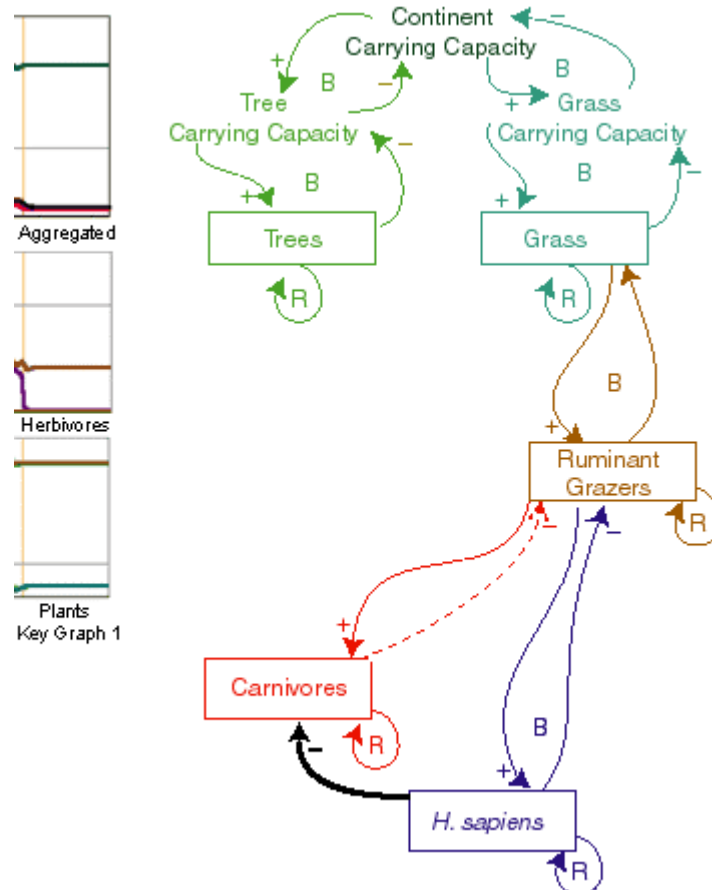 Continent
Carrying Capacity
+
B
−
−
B
+
Tree
Carrying Capacity
Grass
Carrying Capacity
−
B
+
B
+
−
Trees
Grass
R
R
Aggregated
B
+
Herbivores
Ruminant
Grazers
R
−
−
Plants
Key Graph 1
+
Carnivores
R
B
−
+
H. sapiens
R